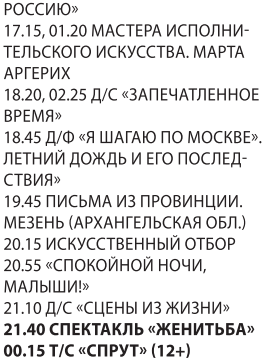 РОССИЮ»
17.15, 01.20 МАСТЕРА ИСПОЛНИ-
ТЕЛЬСКОГО ИСКУССТВА. МАРТА
АРГЕРИХ
18.20, 02.25 Д/С «ЗАПЕЧАТЛЕННОЕ
ВРЕМЯ»
18.45 Д/Ф «Я ШАГАЮ ПО МОСКВЕ».
ЛЕТНИЙ ДОЖДЬ И ЕГО ПОСЛЕД-
СТВИЯ»
19.45 ПИСЬМА ИЗ ПРОВИНЦИИ.
МЕЗЕНЬ (АРХАНГЕЛЬСКАЯ ОБЛ.)
20.15 ИСКУССТВЕННЫЙ ОТБОР
20.55 «СПОКОЙНОЙ НОЧИ,
МАЛЫШИ!»
21.10 Д/С «СЦЕНЫ ИЗ ЖИЗНИ»
21.40 СПЕКТАКЛЬ «ЖЕНИТЬБА»
00.15 Т/С «СПРУТ» (12+)